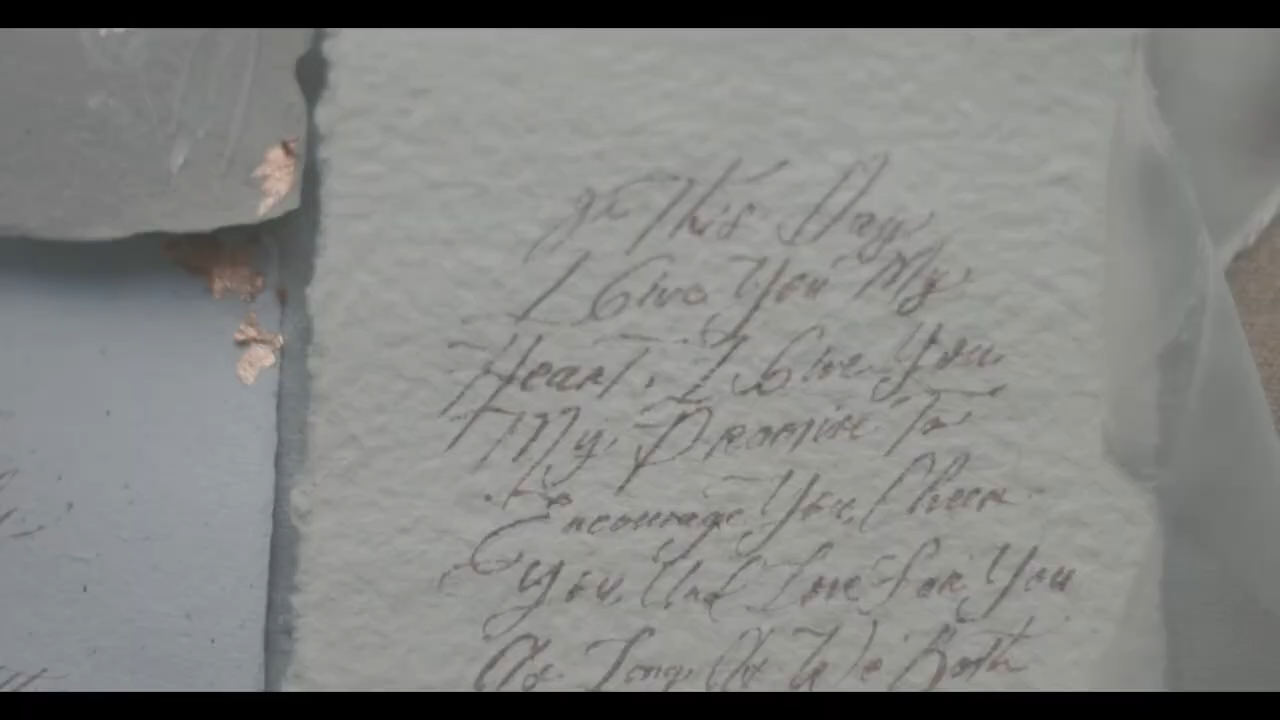 On This Day,
I Give You My
Heart, I Give You
My Promise To
Encourage You, Cheer
You, And Love For You
As Long As We Both